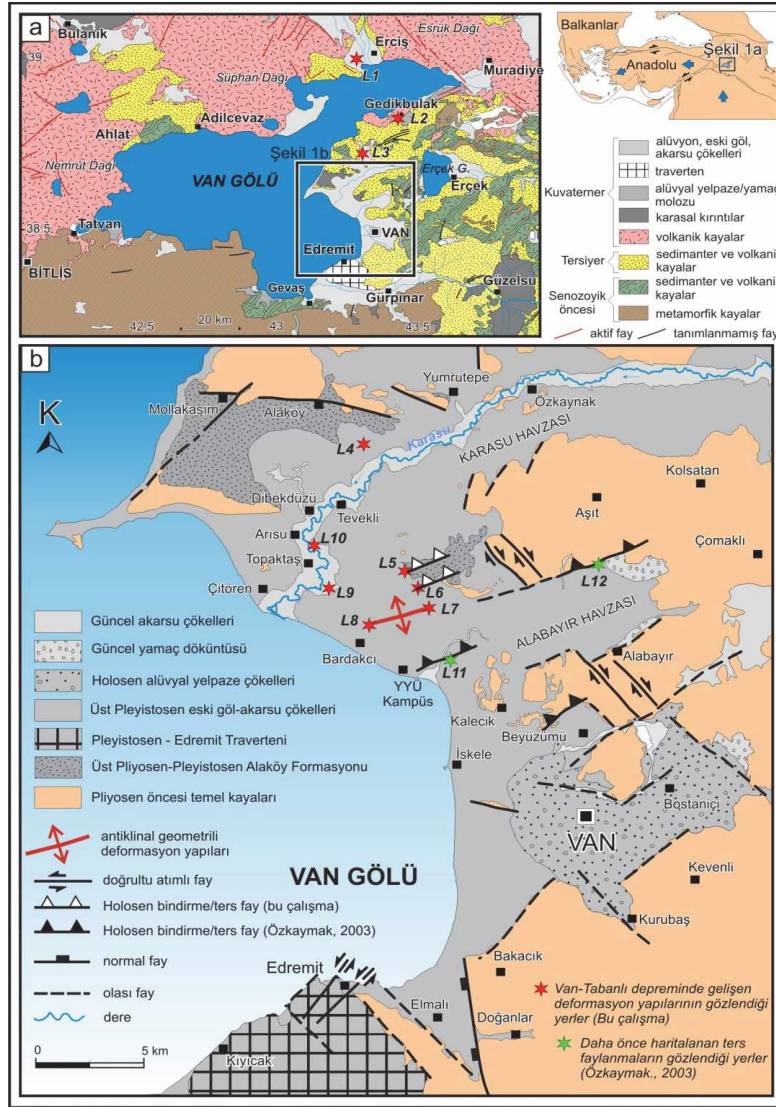 a
Bulanık
39.
Erciş
Esrük Dağı
L1
Süphan Dağı
Muradiye
Adilcevaz
Gedikbulak
L2
Ahlat
Şekil 1b
L3
Nemrut Dağı
VAN GÖLÜ
Erçek G.
Erçek
38.5.
Tatvan
VAN
Edremit
BİTLİS
Gevaş
Gürpınar
Güzelsu
42.5
20 km
43
43.5
Balkanlar
Şekil 1a
Anadolu
Kuvaterner
alüvyon, eski göl,
akarsu çökelleri
traverten
alüvyal yelpaze/yamaç
molozu
karasal kırıntılar
volkanik kayalar
Tersiyer
sedimanter ve volkani
kayalar
Senozoyik
öncesi
sedimanter ve volkani
kayalar
metamorfik kayalar
aktif fay
tanımlanmamış fay
b
K
Mollakasım
Alaköy
Yumrutepe
Özkaynak
Karasu
KARASU HAVZASI
L4
Kolsatan
Dibekdüzü
Tevekli
Aşıt
Arısu
L10
Çomaklı
Topaktaş
L5
L12
Çitören
L9
L6
L7
L8
ALABAYIR HAVZASI
Bardakcı
Alabayır
YYÜ
Kampüs
L11
Kalecik
Beyüzümü
İskele
Bostaniçi
VAN
Kevenli
Kurubaş
VAN GÖLÜ
Bakacık
Edremit
Elmalı
Doğanlar
Kıyıcak
Güncel akarsu çökelleri
Güncel yamaç döküntüsü
Holosen alüvyal yelpaze çökelleri
Üst Pleyistosen eski göl-akarsu çökelleri
Pleyistosen - Edremit Traverteni
Üst Pliyosen-Pleyistosen Alaköy Formasyonu
Pliyosen öncesi temel kayaları
antiklinal geometrili
deformasyon yapıları
doğrultu atımlı fay
Holosen bindirme/ters fay (bu çalışma)
Holosen bindirme/ters fay (Özkaymak, 2003)
normal fay
olası fay
dere
0
5 km
Van-Tabanlı depreminde gelişen
deformasyon yapılarının gözlendiği
yerler (Bu çalışma)
Daha önce haritalanan ters
faylanmaların gözlendiği yerler
(Özkaymak., 2003)